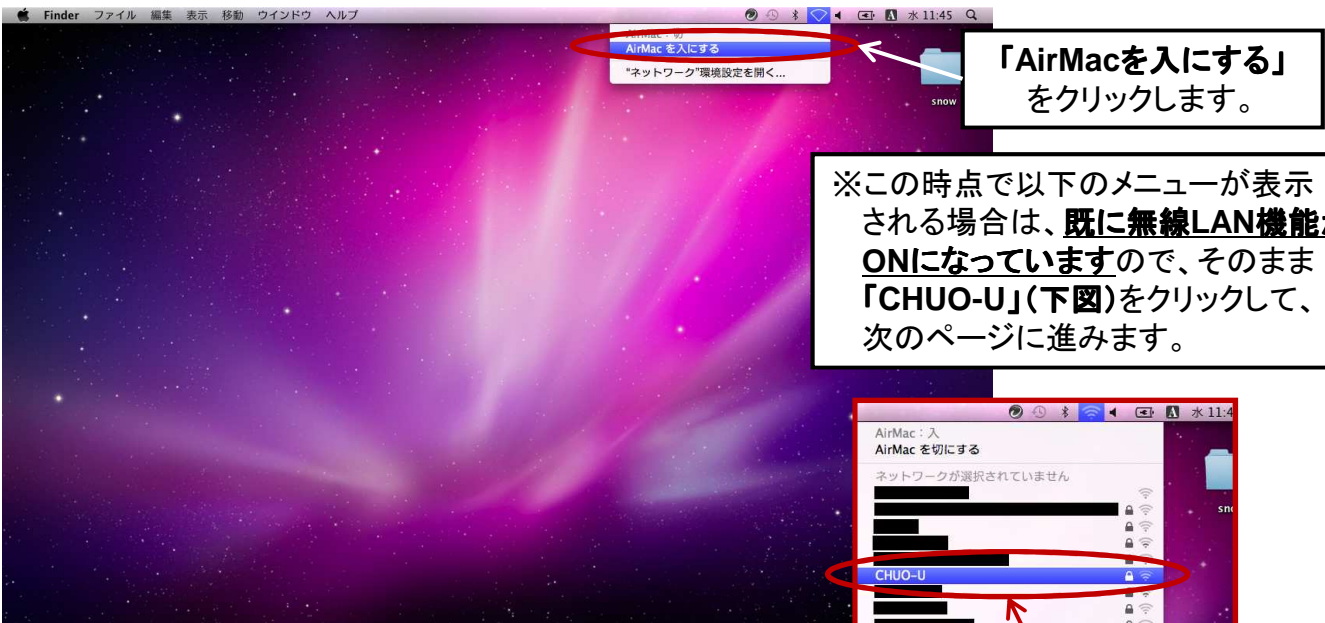 Finder ファイル 編集 表示 移動 ウインドウ ヘルプ
水 11:45
AirMac：切
AirMac を入にする
“ネットワーク”環境設定を開く...
snow
「AirMacを入にする」
をクリックします。
※この時点で以下のメニューが表示
される場合は、既に無線LAN機能が
ONになっていますので、そのまま
「CHUO-U」（下図）をクリックして、
次のページに進みます。
水 11:4
AirMac：入
AirMac を切にする
ネットワークが選択されていません
sno
CHUO-U